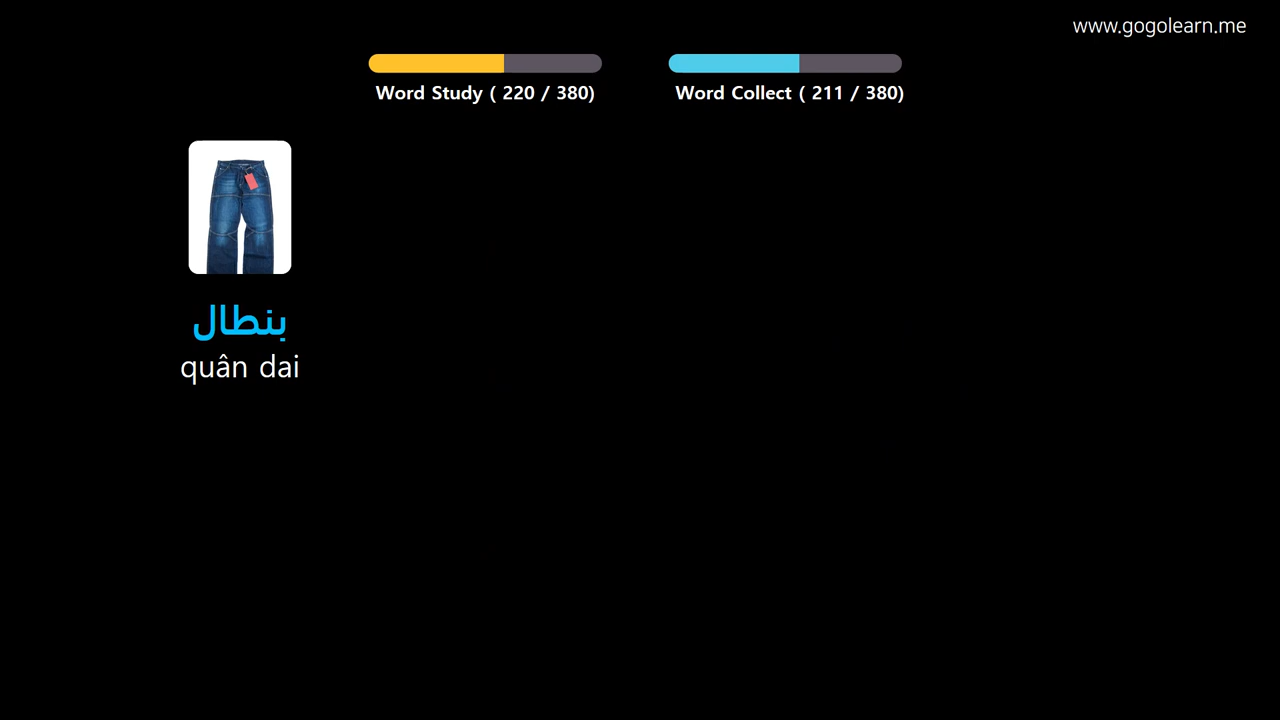 www.gogolearn.me
Word Study ( 220 / 380)
Word Collect ( 211 / 380)
بنطال
quân dai